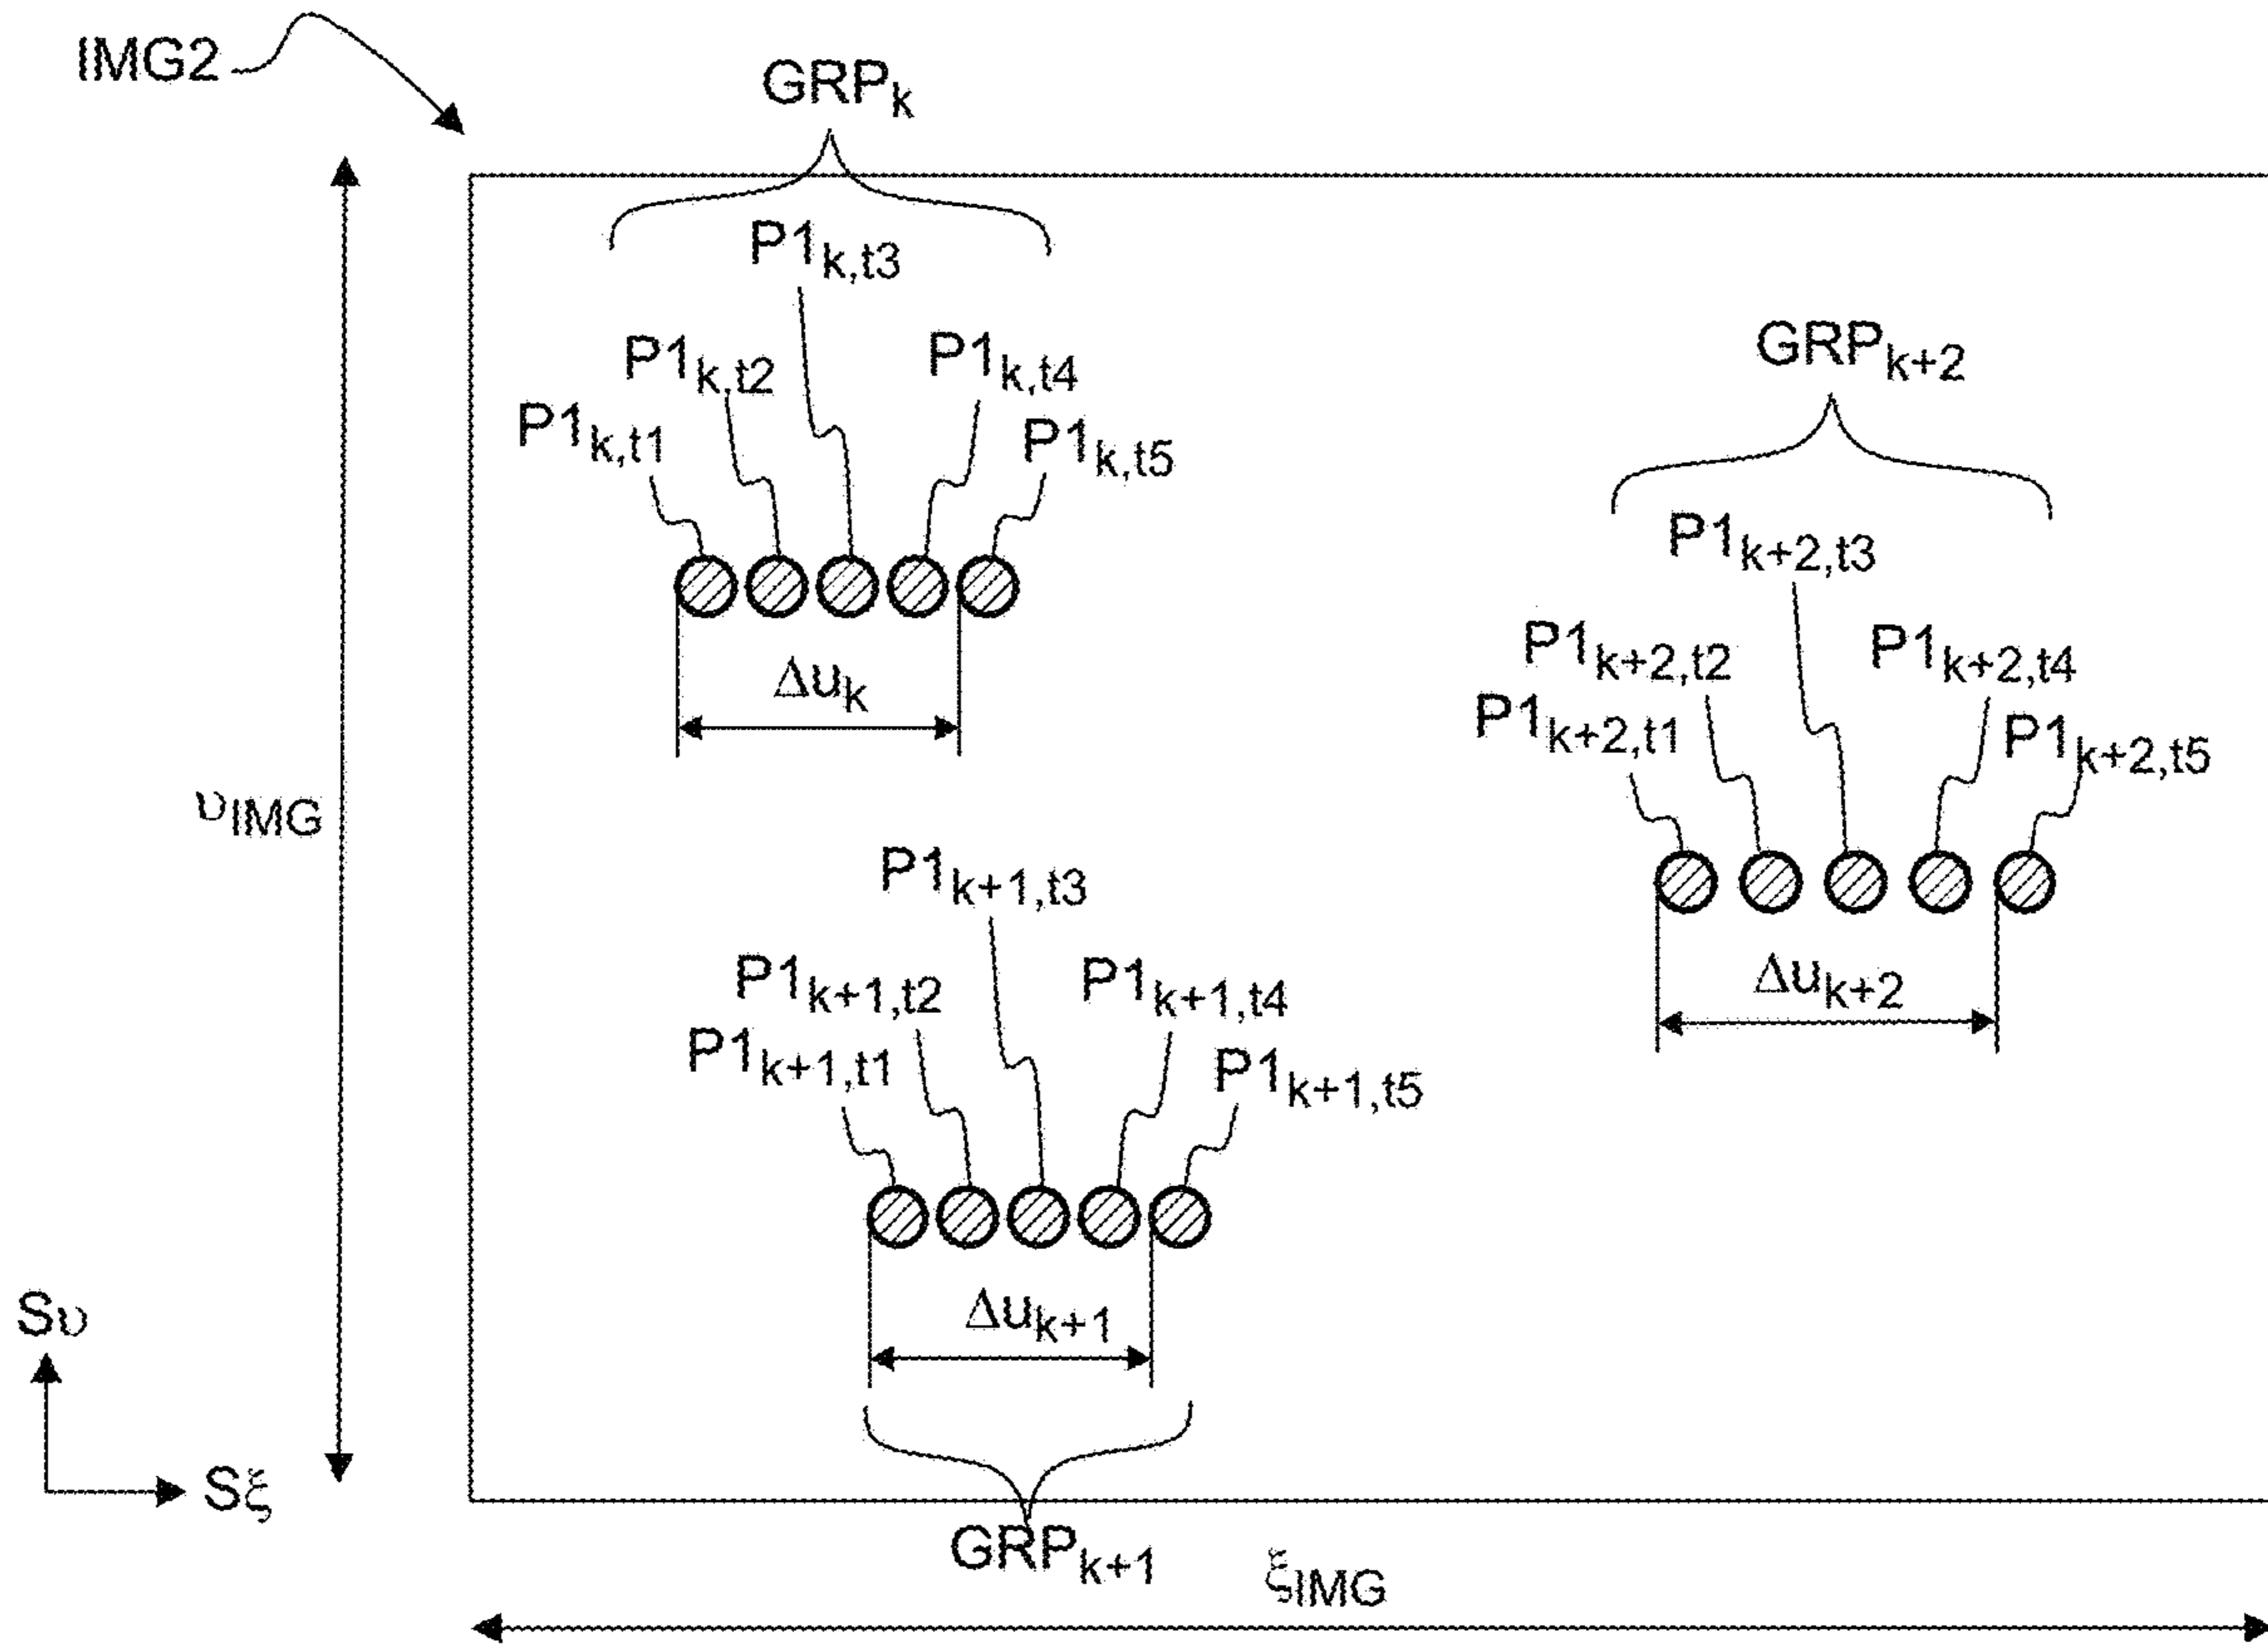 IMG2
GRPk
P1k,t3
P1k,t2
P1k,t4
P1k,t1
P1k,t5
GRPk+2
P1k+2,t3
P1k+2,t2
P1k+2,t4
P1k+2,t1
P1k+2,t5
Δuk
υIMG
P1k+1,t3
P1k+1,t2
P1k+1,t4
P1k+1,t1
P1k+1,t5
Δuk+2
Δuk+1
Sυ
Sξ
GRPk+1
ξIMG